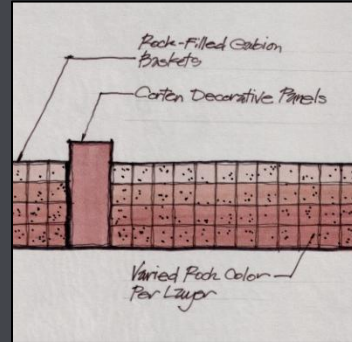 Rock-Filled Gabion
Baskets
Corten Decorative Panels
Varied Rock Color
Per Layer